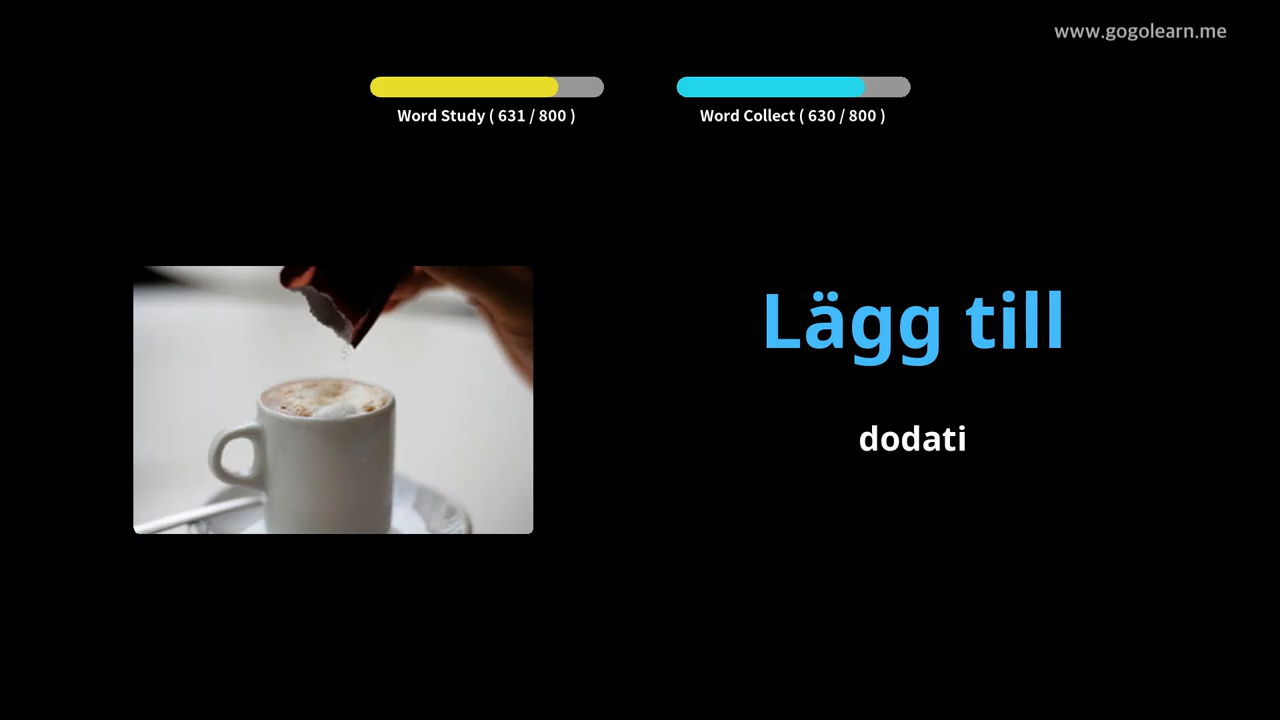 www.gogolearn.me
Word Study ( 631 / 800 )
Word Collect ( 630 / 800 )
Lägg till
dodati